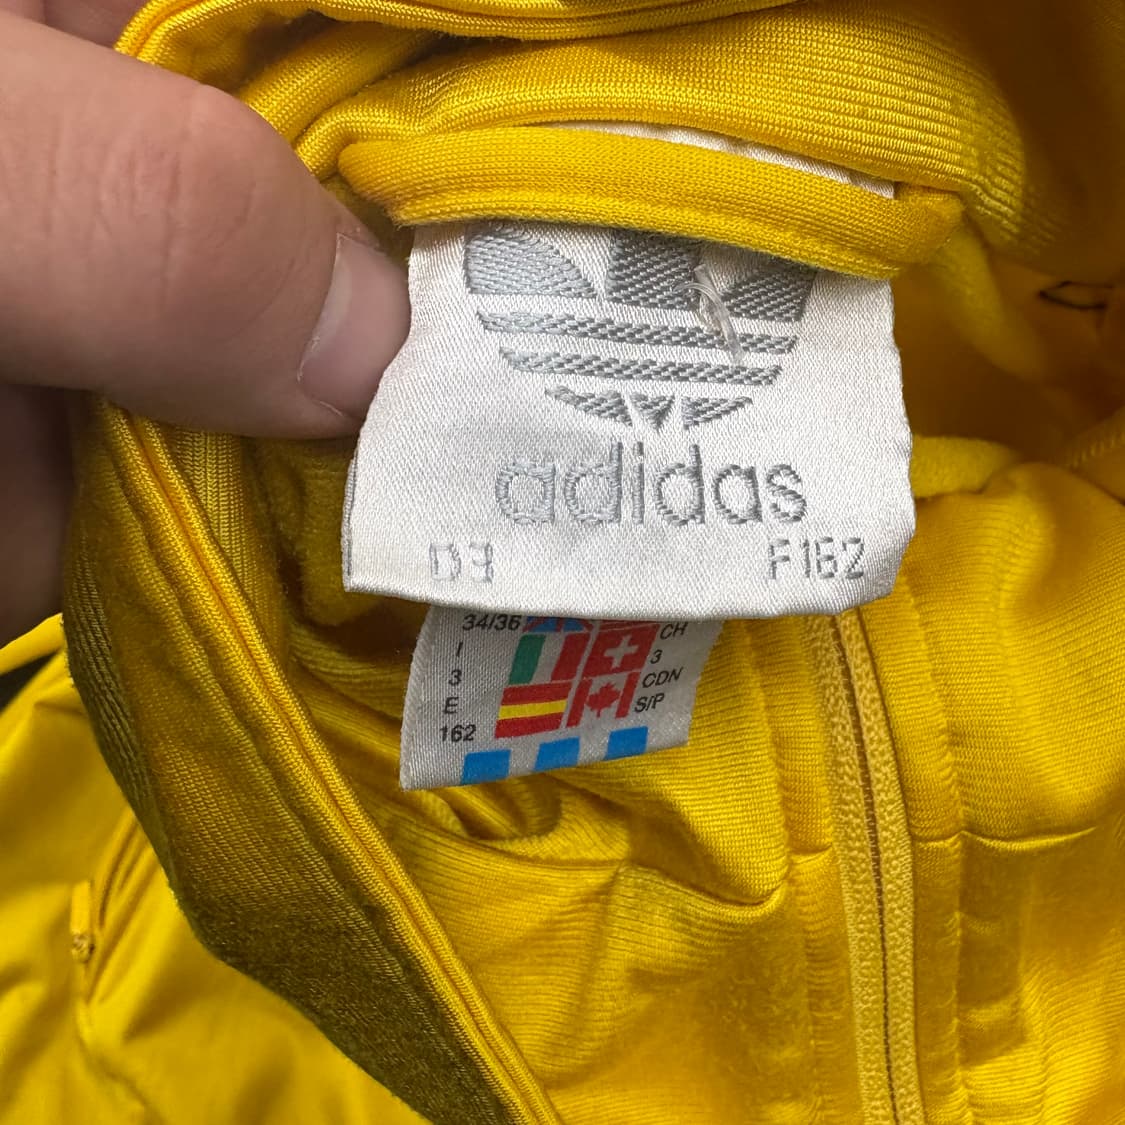 adidas
D3 F162
34/36 CH
I 3
3 CDN
E S/P
162